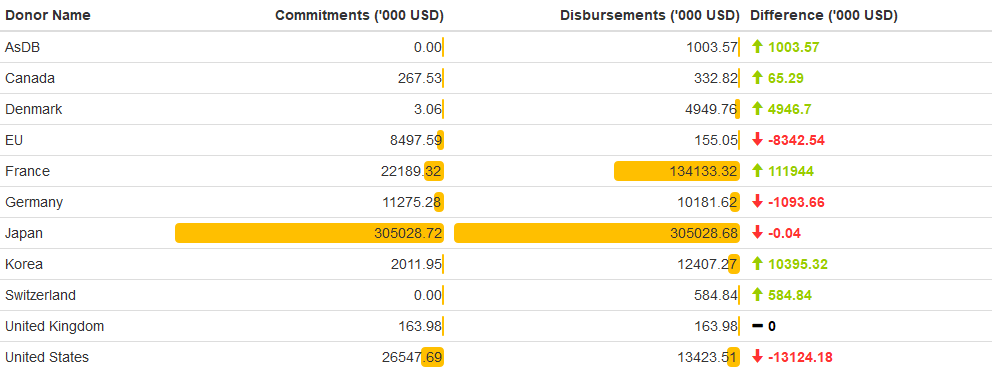 Donor Name Commitments ('000 USD) Disbursements ('000 USD) Difference ('000 USD)
AsDB 0.00 1003.57 1003.57
Canada 267.53 332.82 65.29
Denmark 3.06 4949.76 4946.7
EU 8497.59 155.05 -8342.54
France 22189.32 134133.32 111944
Germany 11275.28 10181.62 -1093.66
Japan 305028.72 305028.68 -0.04
Korea 2011.95 12407.27 10395.32
Switzerland 0.00 584.84 584.84
United Kingdom 163.98 163.98 0
United States 26547.69 13423.51 -13124.18